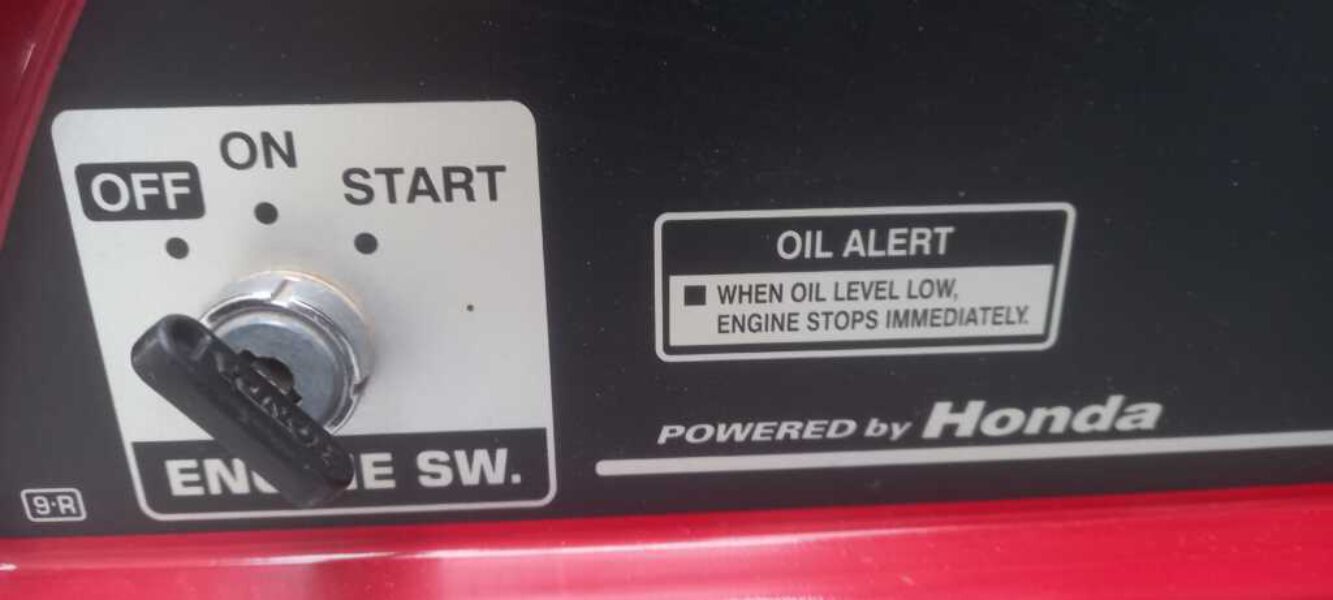 ON
OFF
START
ENGINE SW.
9·R
OIL ALERT
■ WHEN OIL LEVEL LOW,
ENGINE STOPS IMMEDIATELY.
POWERED by Honda